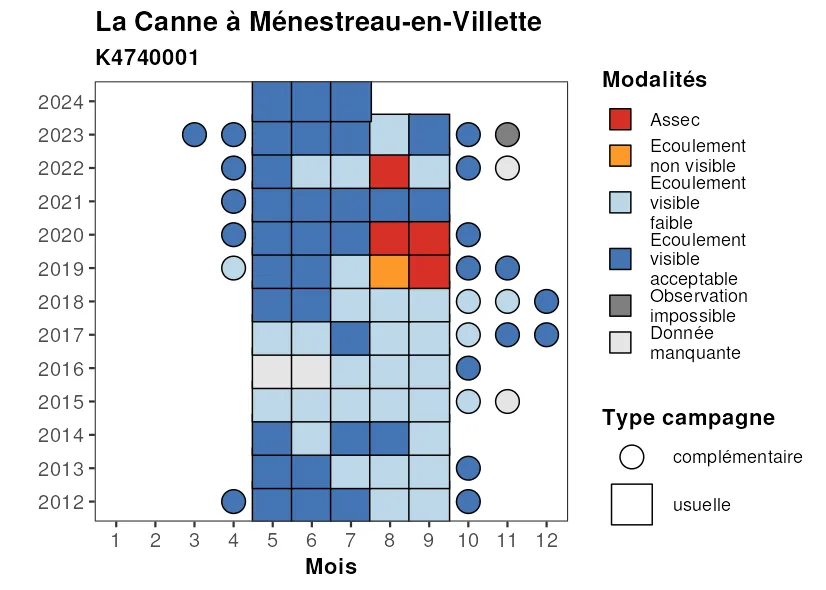 La Canne à Ménestreau-en-Villette
K4740001
2024
2023
2022
2021
2020
2019
2018
2017
2016
2015
2014
2013
2012
1 2 3 4 5 6 7 8 9 10 11 12
Mois
Modalités
Assec
Ecoulement
non visible
Ecoulement
visible
faible
Ecoulement
visible
acceptable
Observation
impossible
Donnée
manquante
Type campagne
complémentaire
usuelle